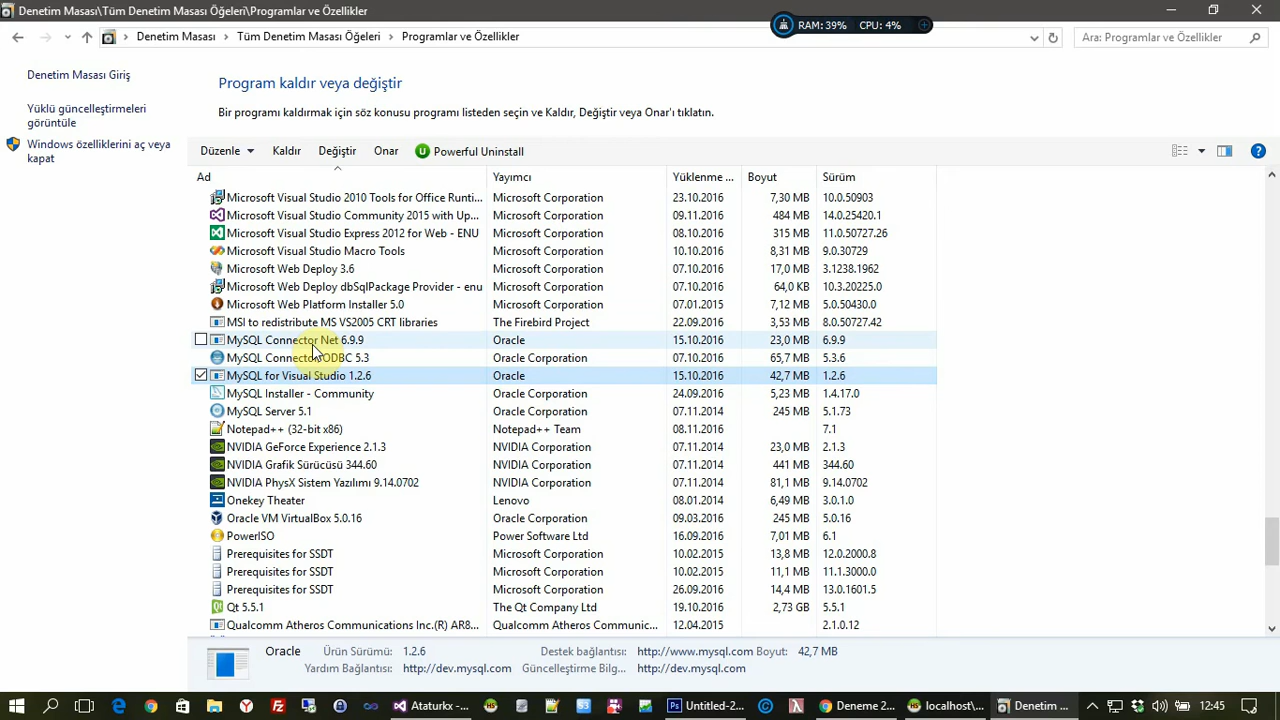 Denetim Masası\Tüm Denetim Masası Öğeleri\Programlar ve Özellikler
RAM: 39% CPU: 4%
Denetim Masası Tüm Denetim Masası Öğeleri Programlar ve Özellikler
Ara: Programlar ve Özellikler
Denetim Masası Giriş
Yüklü güncelleştirmeleri
görüntüle
Windows özelliklerini aç veya
kapat
Program kaldır veya değiştir
Bir programı kaldırmak için söz konusu programı listeden seçin ve Kaldır, Değiştir veya Onar'ı tıklatın.
Düzenle Kaldır Değiştir Onar Powerful Uninstall
Ad Yayımcı Yüklenme ... Boyut Sürüm
Microsoft Visual Studio 2010 Tools for Office Runti... Microsoft Corporation 23.10.2016 7,30 MB 10.0.50903
Microsoft Visual Studio Community 2015 with Up... Microsoft Corporation 09.11.2016 484 MB 14.0.25420.1
Microsoft Visual Studio Express 2012 for Web - ENU Microsoft Corporation 08.10.2016 315 MB 11.0.50727.26
Microsoft Visual Studio Macro Tools Microsoft Corporation 10.10.2016 8,31 MB 9.0.30729
Microsoft Web Deploy 3.6 Microsoft Corporation 07.10.2016 17,0 MB 3.1238.1962
Microsoft Web Deploy dbSqlPackage Provider - enu Microsoft Corporation 07.10.2016 64,0 KB 10.3.20225.0
Microsoft Web Platform Installer 5.0 Microsoft Corporation 07.01.2015 7,12 MB 5.0.50430.0
MSI to redistribute MS VS2005 CRT libraries The Firebird Project 22.09.2016 3,53 MB 8.0.50727.42
MySQL Connector Net 6.9.9 Oracle 15.10.2016 23,0 MB 6.9.9
MySQL Connector/ODBC 5.3 Oracle Corporation 07.10.2016 65,7 MB 5.3.6
MySQL for Visual Studio 1.2.6 Oracle 15.10.2016 42,7 MB 1.2.6
MySQL Installer - Community Oracle Corporation 24.09.2016 5,23 MB 1.4.17.0
MySQL Server 5.1 Oracle Corporation 07.11.2014 245 MB 5.1.73
Notepad++ (32-bit x86) Notepad++ Team 08.11.2016 7.1
NVIDIA GeForce Experience 2.1.3 NVIDIA Corporation 07.11.2014 23,0 MB 2.1.3
NVIDIA Grafik Sürücüsü 344.60 NVIDIA Corporation 07.11.2014 441 MB 344.60
NVIDIA PhysX Sistem Yazılımı 9.14.0702 NVIDIA Corporation 07.11.2014 81,1 MB 9.14.0702
Onekey Theater Lenovo 08.01.2014 6,49 MB 3.0.1.0
Oracle VM VirtualBox 5.0.16 Oracle Corporation 09.03.2016 245 MB 5.0.16
PowerISO Power Software Ltd 16.09.2016 7,01 MB 6.1
Prerequisites for SSDT Microsoft Corporation 10.02.2015 13,8 MB 12.0.2000.8
Prerequisites for SSDT Microsoft Corporation 10.02.2015 11,1 MB 11.1.3000.0
Prerequisites for SSDT Microsoft Corporation 26.09.2016 14,4 MB 13.0.1601.5
Qt 5.5.1 The Qt Company Ltd 19.10.2016 2,73 GB 5.5.1
Qualcomm Atheros Communications Inc.(R) AR8... Qualcomm Atheros Communic... 12.04.2015 2.1.0.12
Oracle Ürün Sürümü: 1.2.6 Destek bağlantısı: http://www.mysql.com Boyut: 42,7 MB
Yardım Bağlantısı: http://dev.mysql.com Güncelleştirme Bilg... http://dev.mysql.com
Ataturkx - ... Untitled-2... Deneme 2... localhost\... Denetim ... 12:45